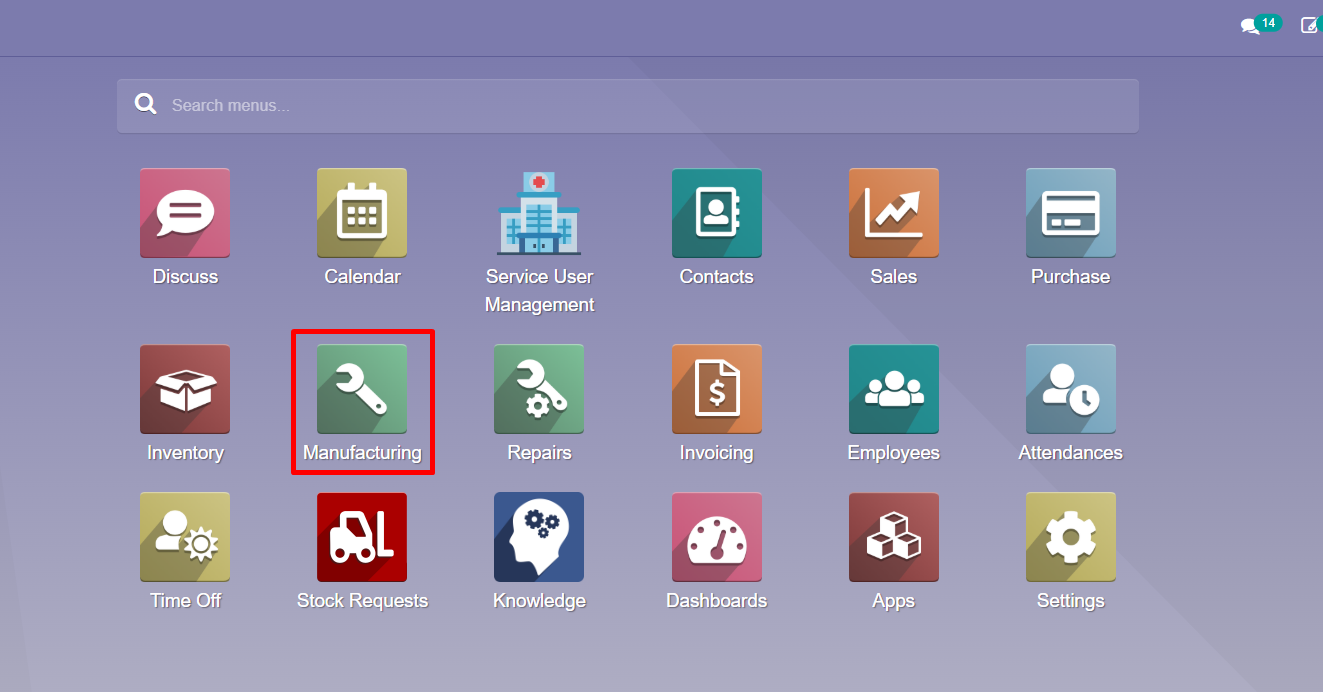 14
Search menus...
Discuss
Calendar
Service User
Management
Contacts
Sales
Purchase
Inventory
Manufacturing
Repairs
Invoicing
Employees
Attendances
Time Off
Stock Requests
Knowledge
Dashboards
Apps
Settings